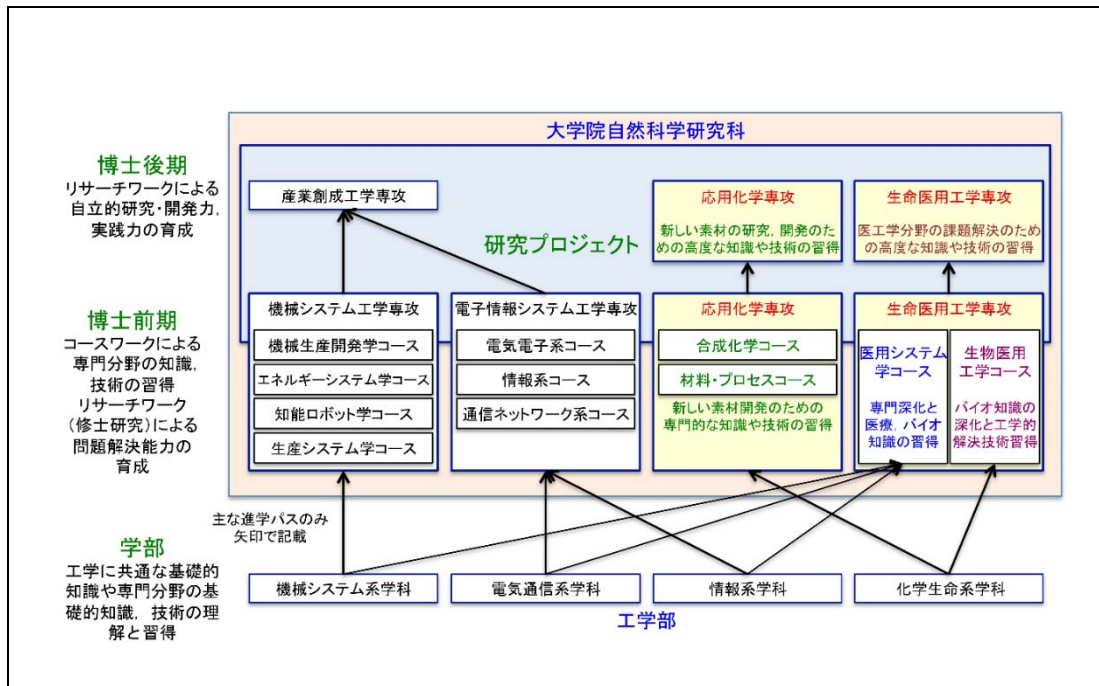 大学院自然科学研究科
博士後期
リサーチワークによる
自立的研究・開発力,
実践力の育成
産業創成工学専攻
研究プロジェクト
応用化学専攻
新しい素材の研究, 開発のた
めの高度な知識や技術の習得
生命医用工学専攻
医工学分野の課題解決のため
の高度な知識や技術の習得
博士前期
コースワークによる
専門分野の知識,
技術の習得
リサーチワーク
(修士研究)による
問題解決能力の
育成
機械システム工学専攻
機械生産開発学コース
エネルギーシステム学コース
知能ロボット学コース
生産システム学コース
電子情報システム工学専攻
電気電子系コース
情報系コース
通信ネットワーク系コース
応用化学専攻
合成化学コース
材料・プロセスコース
新しい素材開発のための
専門的な知識や技術の習得
生命医用工学専攻
医用システム
学コース
専門深化と
医療, バイオ
知識の習得
生物医用
工学コース
バイオ知識の
深化と工学的
解決技術習得
主な進学パスのみ
矢印で記載
学部
工学に共通な基礎的
知識や専門分野の基
礎的知識, 技術の理
解と習得
機械システム系学科
電気通信系学科
情報系学科
化学生命系学科
工学部